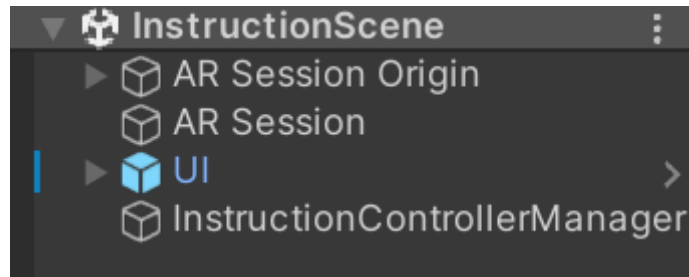 InstructionScene
AR Session Origin
AR Session
UI
InstructionControllerManager